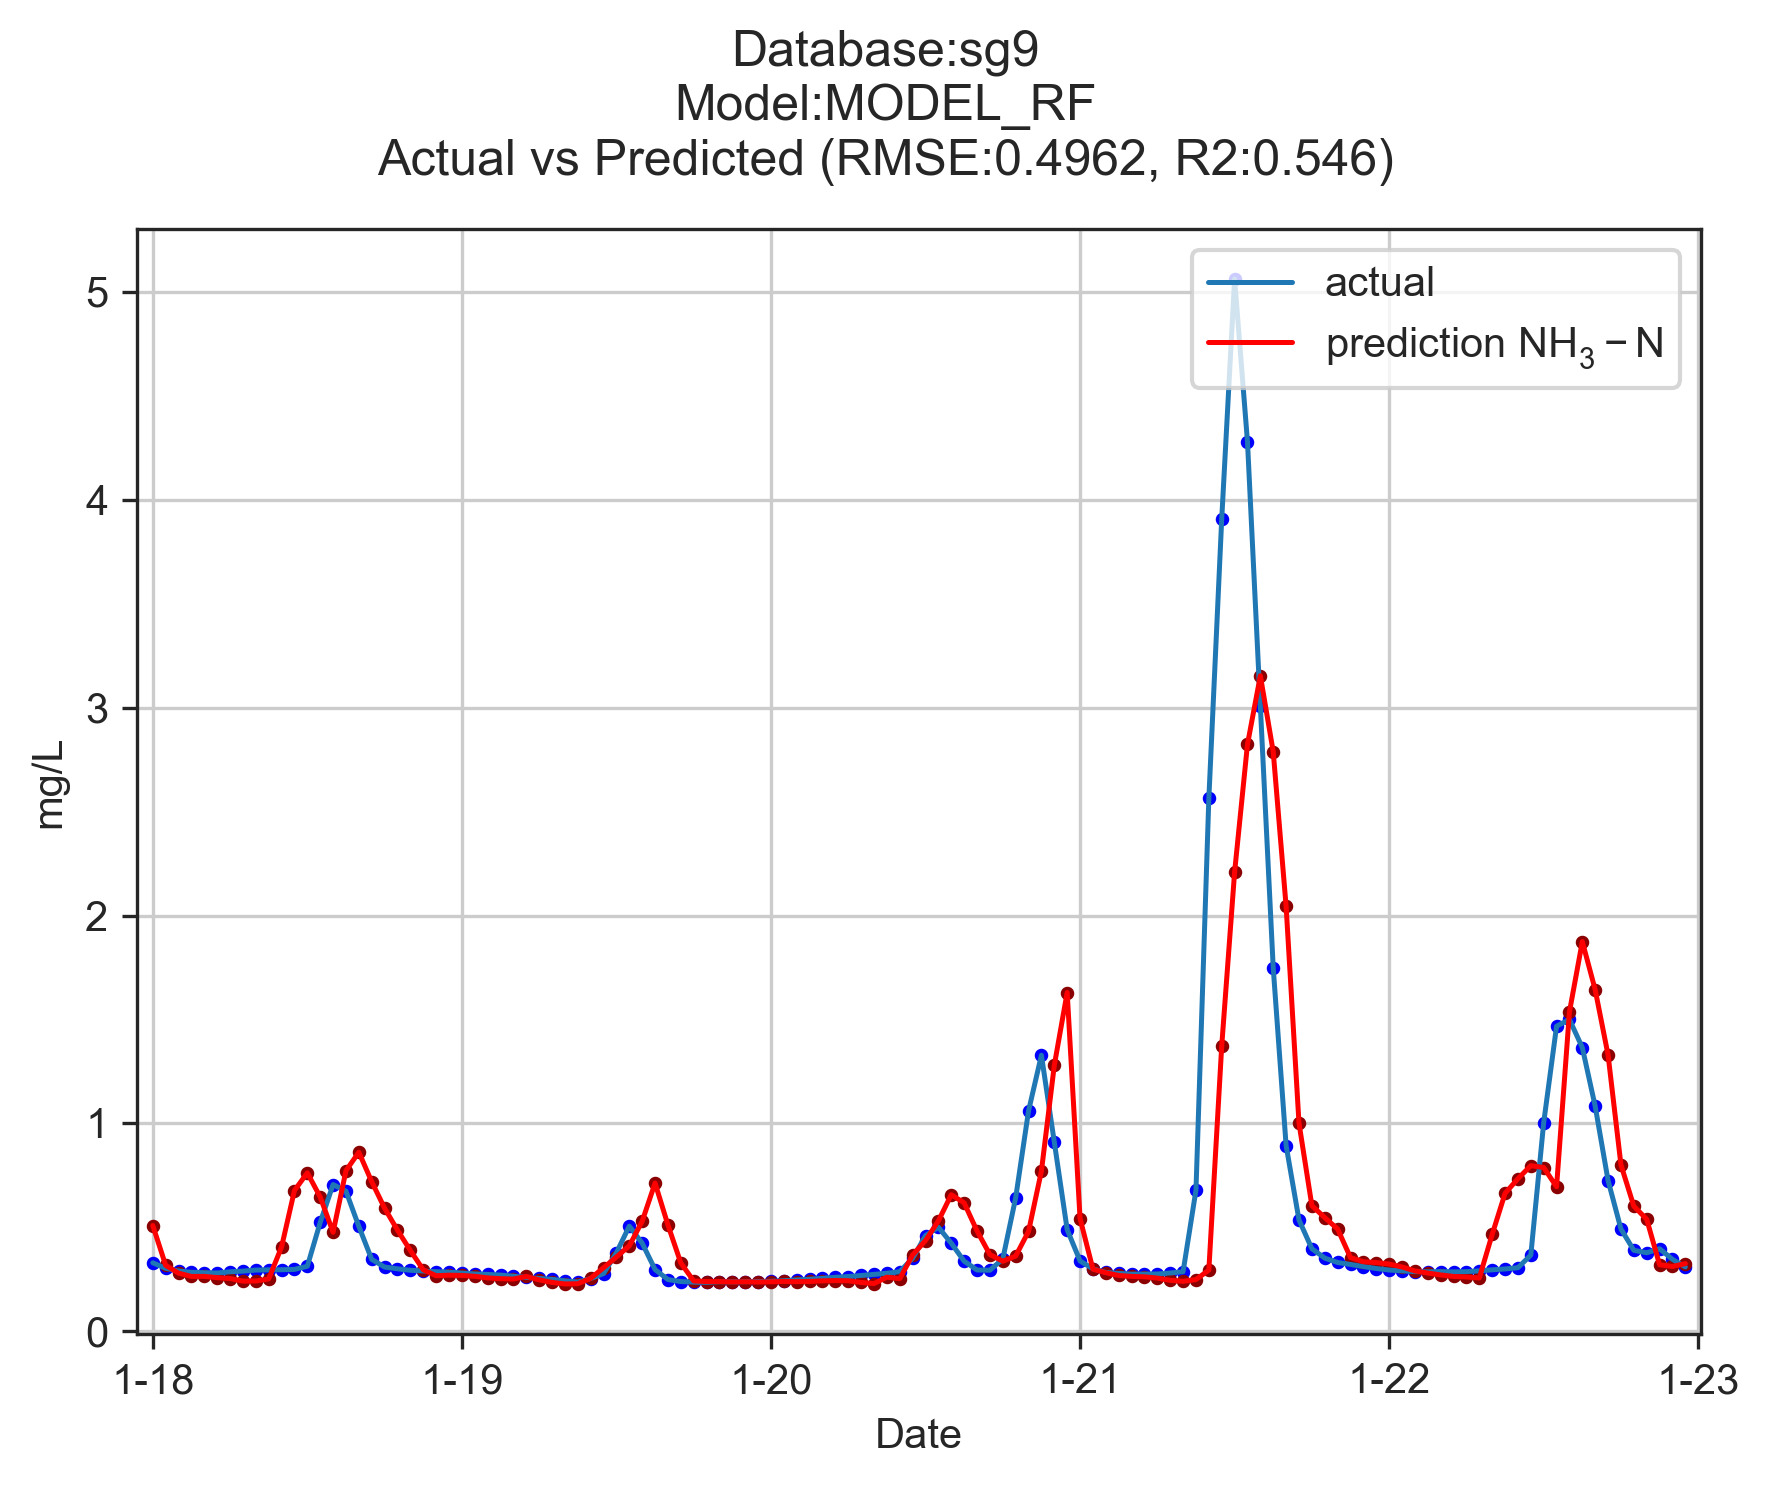 Database:sg9
Model:MODEL_RF
Actual vs Predicted (RMSE:0.4962, R2:0.546)
actual
prediction NH₃ − N
mg/L
5
4
3
2
1
0
1-18
1-19
1-20
1-21
1-22
1-23
Date